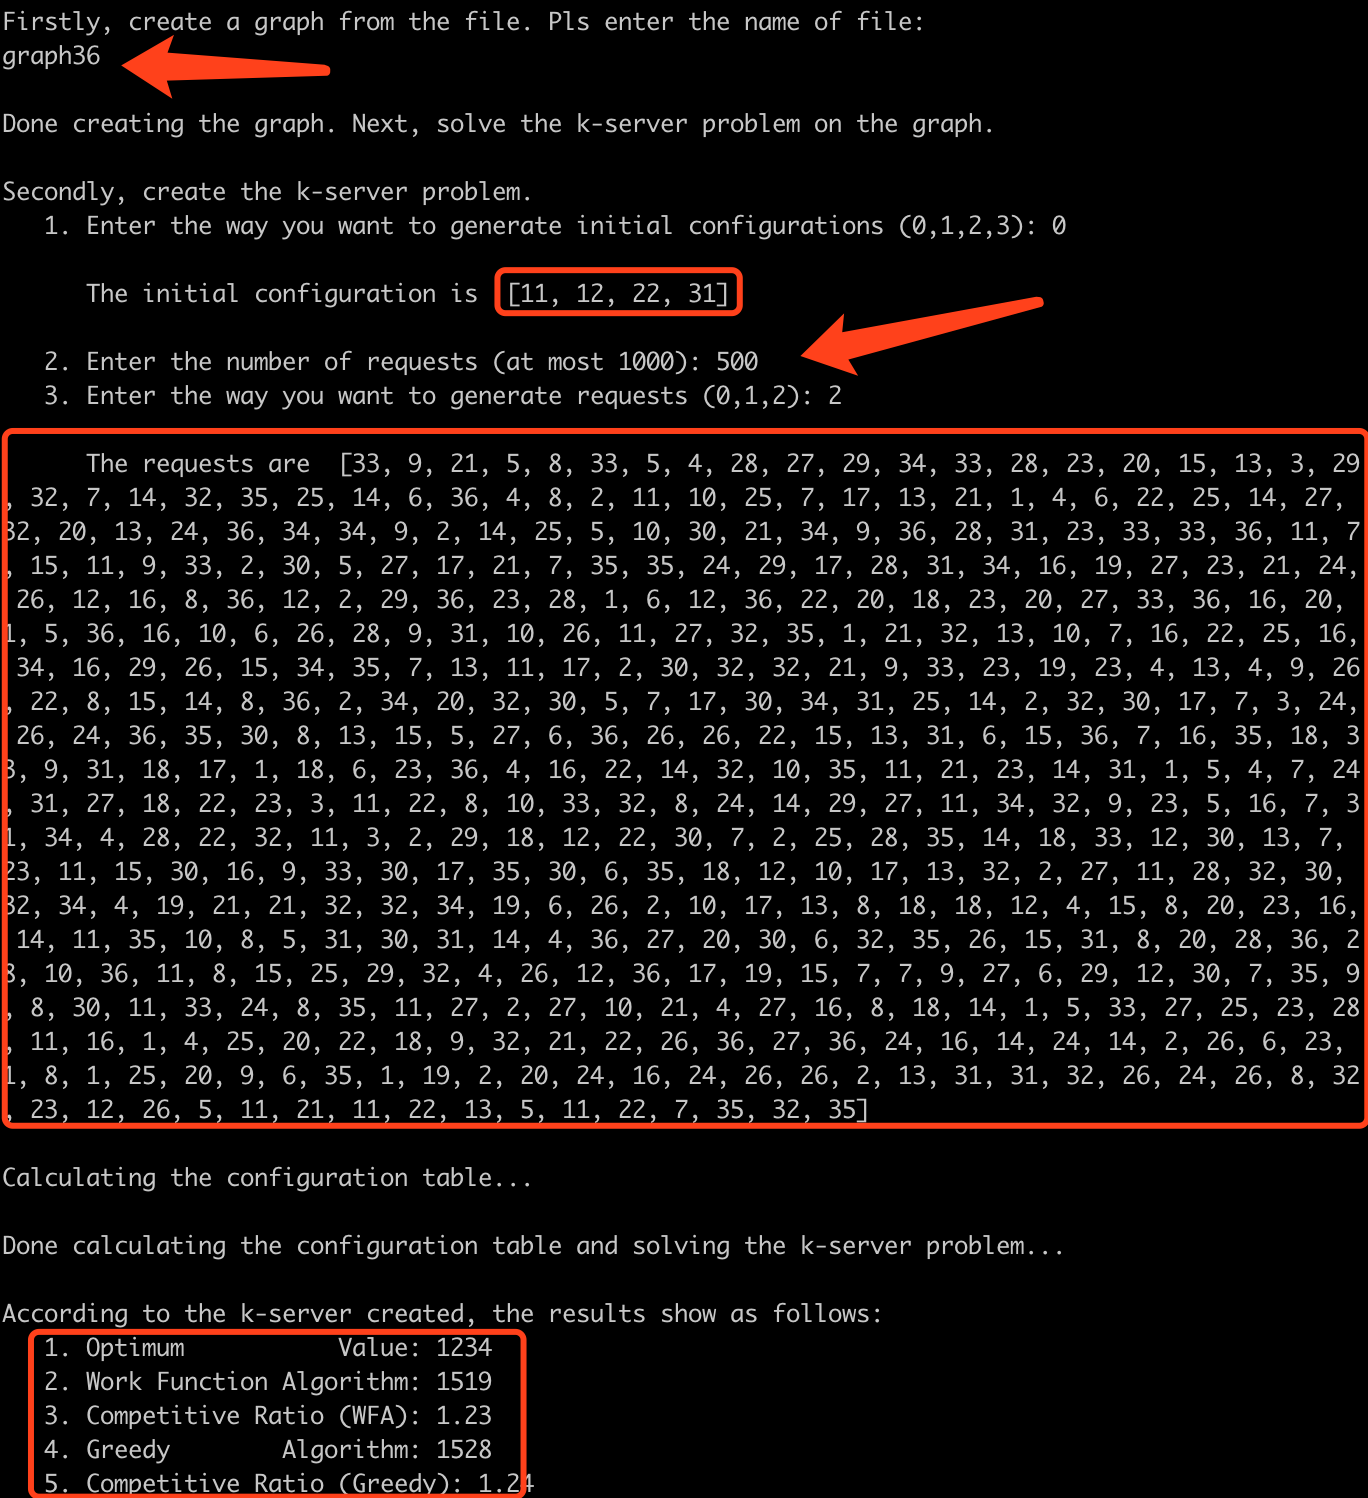 Firstly, create a graph from the file. Pls enter the name of file:
graph36
Done creating the graph. Next, solve the k-server problem on the graph.
Secondly, create the k-server problem.
1. Enter the way you want to generate initial configurations (0,1,2,3): 0
The initial configuration is [11, 12, 22, 31]
2. Enter the number of requests (at most 1000): 500
3. Enter the way you want to generate requests (0,1,2): 2
The requests are [33, 9, 21, 5, 8, 33, 5, 4, 28, 27, 29, 34, 33, 28, 23, 20, 15, 13, 3, 29
, 32, 7, 14, 32, 35, 25, 14, 6, 36, 4, 8, 2, 11, 10, 25, 7, 17, 13, 21, 1, 4, 6, 22, 25, 14, 27,
32, 20, 13, 24, 36, 34, 34, 9, 2, 14, 25, 5, 10, 30, 21, 34, 9, 36, 28, 31, 23, 33, 33, 36, 11, 7
, 15, 11, 9, 33, 2, 30, 5, 27, 17, 21, 7, 35, 35, 24, 29, 17, 28, 31, 34, 16, 19, 27, 23, 21, 24,
26, 12, 16, 8, 36, 12, 2, 29, 36, 23, 28, 1, 6, 12, 36, 22, 20, 18, 23, 20, 27, 33, 36, 16, 20,
1, 5, 36, 16, 10, 6, 26, 28, 9, 31, 10, 26, 11, 27, 32, 35, 1, 21, 32, 13, 10, 7, 16, 22, 25, 16,
34, 16, 29, 26, 15, 34, 35, 7, 13, 11, 17, 2, 30, 32, 32, 21, 9, 33, 23, 19, 23, 4, 13, 4, 9, 26
, 22, 8, 15, 14, 8, 36, 2, 34, 20, 32, 30, 5, 7, 17, 30, 34, 31, 25, 14, 2, 32, 30, 17, 7, 3, 24,
26, 24, 36, 35, 30, 8, 13, 15, 5, 27, 6, 36, 26, 26, 22, 15, 13, 31, 6, 15, 36, 7, 16, 35, 18, 3
3, 9, 31, 18, 17, 1, 18, 6, 23, 36, 4, 16, 22, 14, 32, 10, 35, 11, 21, 23, 14, 31, 1, 5, 4, 7, 24
, 31, 27, 18, 22, 23, 3, 11, 22, 8, 10, 33, 32, 8, 24, 14, 29, 27, 11, 34, 32, 9, 23, 5, 16, 7, 3
1, 34, 4, 28, 22, 32, 11, 3, 2, 29, 18, 12, 22, 30, 7, 2, 25, 28, 35, 14, 18, 33, 12, 30, 13, 7,
23, 11, 15, 30, 16, 9, 33, 30, 17, 35, 30, 6, 35, 18, 12, 10, 17, 13, 32, 2, 27, 11, 28, 32, 30,
32, 34, 4, 19, 21, 21, 32, 32, 34, 19, 6, 26, 2, 10, 17, 13, 8, 18, 18, 12, 4, 15, 8, 20, 23, 16,
14, 11, 35, 10, 8, 5, 31, 30, 31, 14, 4, 36, 27, 20, 30, 6, 32, 35, 26, 15, 31, 8, 20, 28, 36, 2
8, 10, 36, 11, 8, 15, 25, 29, 32, 4, 26, 12, 36, 17, 19, 15, 7, 7, 9, 27, 6, 29, 12, 30, 7, 35, 9
, 8, 30, 11, 33, 24, 8, 35, 11, 27, 2, 27, 10, 21, 4, 27, 16, 8, 18, 14, 1, 5, 33, 27, 25, 23, 28
, 11, 16, 1, 4, 25, 20, 22, 18, 9, 32, 21, 22, 26, 36, 27, 36, 24, 16, 14, 24, 14, 2, 26, 6, 23,
1, 8, 1, 25, 20, 9, 6, 35, 1, 19, 2, 20, 24, 16, 24, 26, 26, 2, 13, 31, 31, 32, 26, 24, 26, 8, 32
, 23, 12, 26, 5, 11, 21, 11, 22, 13, 5, 11, 22, 7, 35, 32, 35]
Calculating the configuration table...
Done calculating the configuration table and solving the k-server problem...
According to the k-server created, the results show as follows:
1. Optimum Value: 1234
2. Work Function Algorithm: 1519
3. Competitive Ratio (WFA): 1.23
4. Greedy Algorithm: 1528
5. Competitive Ratio (Greedy): 1.24